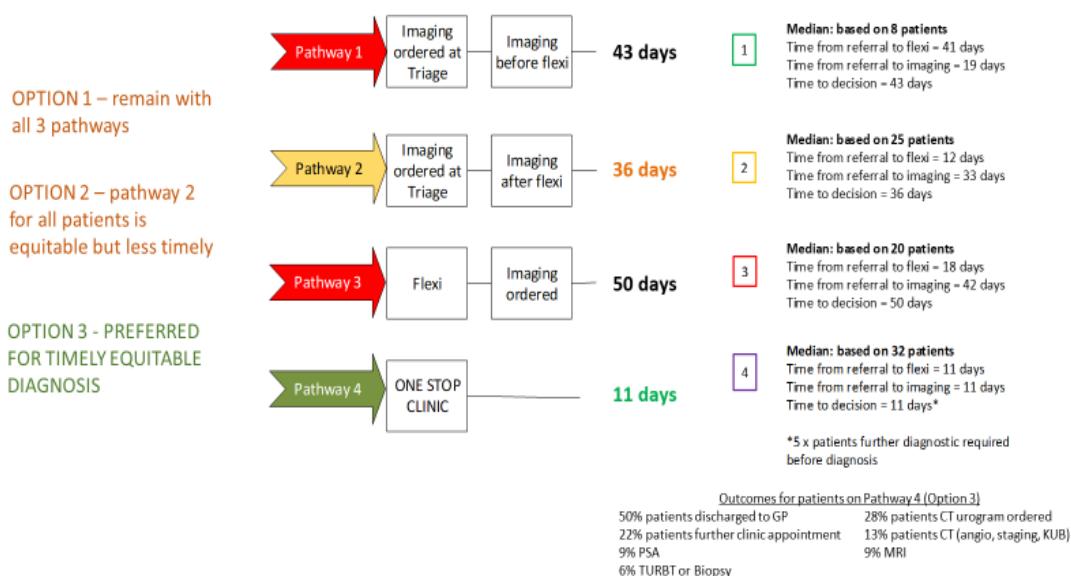 OPTION 1 – remain with
all 3 pathways
OPTION 2 – pathway 2
for all patients is
equitable but less timely
OPTION 3 - PREFERRED
FOR TIMELY EQUITABLE
DIAGNOSIS
Pathway 1
Imaging
ordered at
Triage
Imaging
before flexi
43 days
1
Median: based on 8 patients
Time from referral to flexi = 41 days
Time from referral to imaging = 19 days
Time to decision = 43 days
Pathway 2
Imaging
ordered at
Triage
Imaging
after flexi
36 days
2
Median: based on 25 patients
Time from referral to flexi = 12 days
Time from referral to imaging = 33 days
Time to decision = 36 days
Pathway 3
Flexi
Imaging
ordered
50 days
3
Median: based on 20 patients
Time from referral to flexi = 18 days
Time from referral to imaging = 42 days
Time to decision = 50 days
Pathway 4
ONE STOP
CLINIC
11 days
4
Median: based on 32 patients
Time from referral to flexi = 11 days
Time from referral to imaging = 11 days
Time to decision = 11 days*
*5 x patients further diagnostic required
before diagnosis
Outcomes for patients on Pathway 4 (Option 3)
50% patients discharged to GP
22% patients further clinic appointment
9% PSA
6% TURBT or Biopsy
28% patients CT urogram ordered
13% patients CT (angio, staging, KUB)
9% MRI